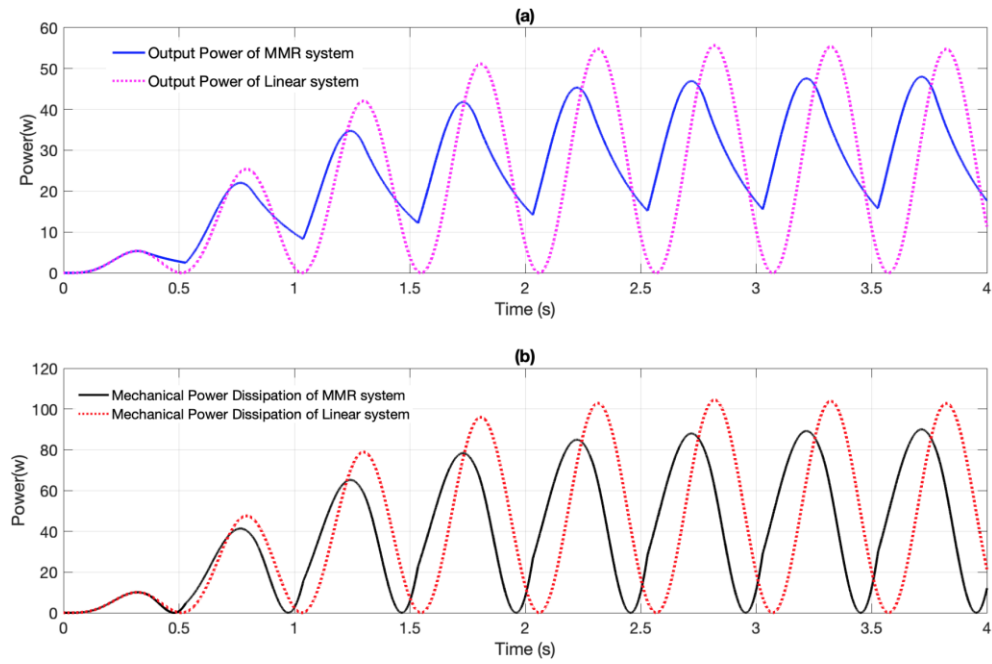 (a)
60
50
40
30
20
10
0
Power(w)
Output Power of MMR system
Output Power of Linear system
0 0.5 1 1.5 2 2.5 3 3.5 4
Time (s)
(b)
120
100
80
60
40
20
0
Power(w)
Mechanical Power Dissipation of MMR system
Mechanical Power Dissipation of Linear system
0 0.5 1 1.5 2 2.5 3 3.5 4
Time (s)